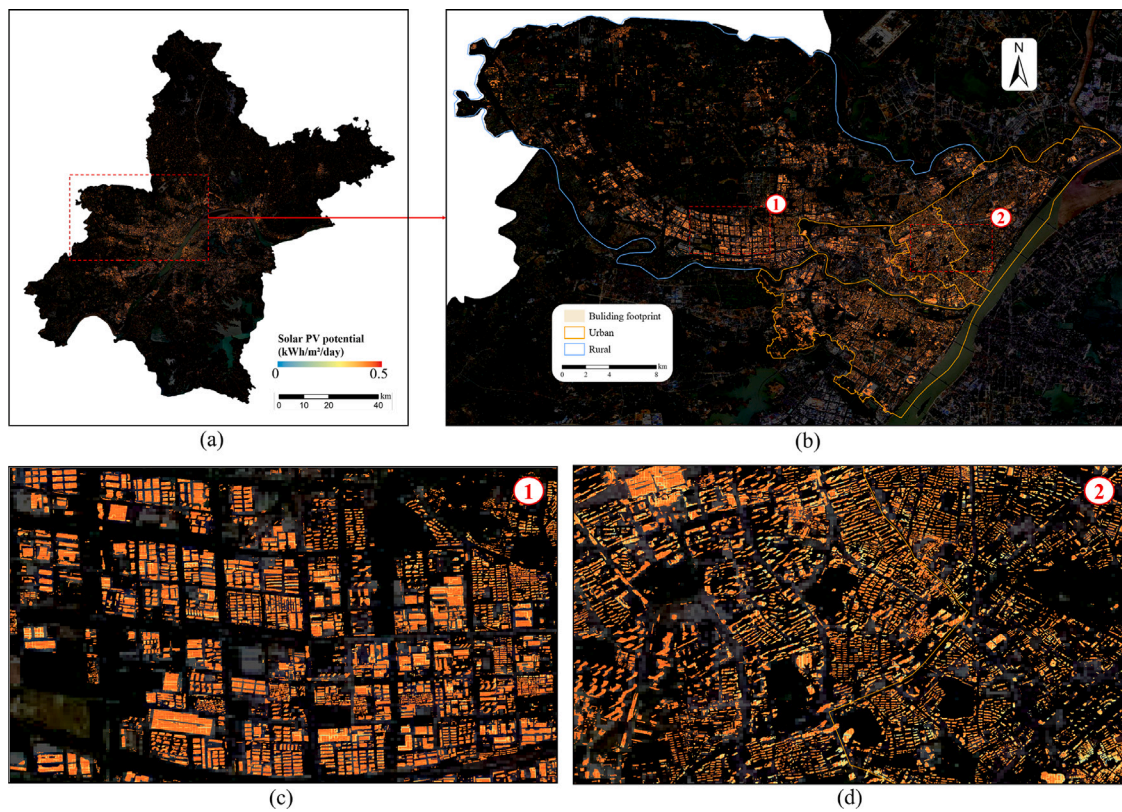 Solar PV potential
(kWh/m²/day)
0
0.5
0 10 20 40 km
(a)
N
1
2
Buliding footprint
Urban
Rural
0 2 4 8 km
(b)
1
(c)
2
(d)